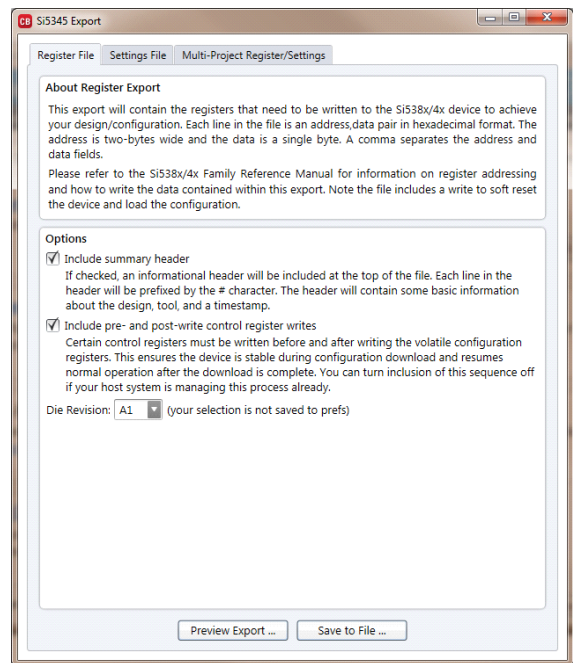 CB Si5345 Export
Register File Settings File Multi-Project Register/Settings
About Register Export
This export will contain the registers that need to be written to the Si538x/4x device to achieve
your design/configuration. Each line in the file is an address,data pair in hexadecimal format. The
address is two-bytes wide and the data is a single byte. A comma separates the address and
data fields.
Please refer to the Si538x/4x Family Reference Manual for information on register addressing
and how to write the data contained within this export. Note the file includes a write to soft reset
the device and load the configuration.
Options
Include summary header
If checked, an informational header will be included at the top of the file. Each line in the
header will be prefixed by the # character. The header will contain some basic information
about the design, tool, and a timestamp.
Include pre- and post-write control register writes
Certain control registers must be written before and after writing the volatile configuration
registers. This ensures the device is stable during configuration download and resumes
normal operation after the download is complete. You can turn inclusion of this sequence off
if your host system is managing this process already.
Die Revision: A1 (your selection is not saved to prefs)
Preview Export ... Save to File ...